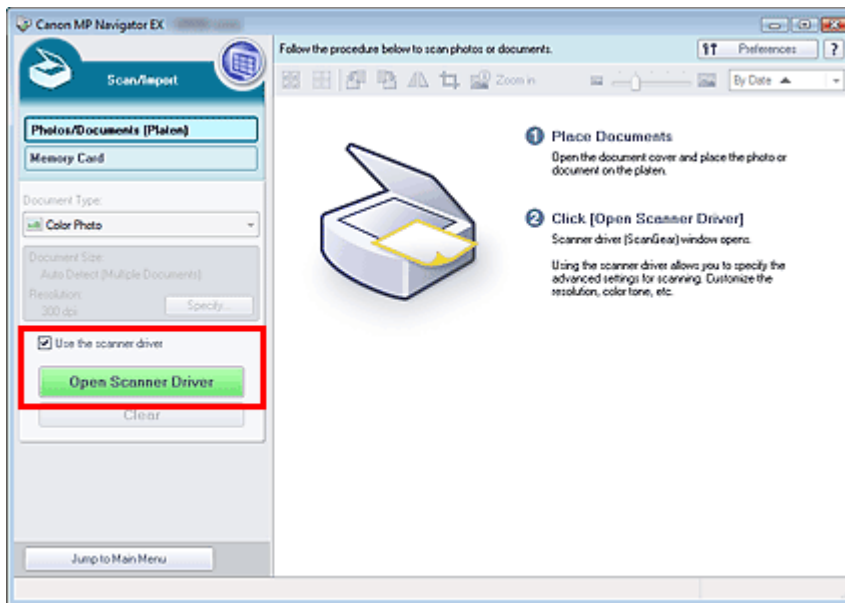 Canon MP Navigator EX
Scan/Import
Photos/Documents (Platen)
Memory Card
Document Type:
Color Photo
Document Size:
Auto Detect (Multiple Documents)
Resolution:
300 dpi
Specify...
Use the scanner driver
Open Scanner Driver
Clear
Jump to Main Menu
Follow the procedure below to scan photos or documents.
Preferences
?
Zoom in
By Date
1 Place Documents
Open the document cover and place the photo or
document on the platen.
2 Click [Open Scanner Driver]
Scanner driver (ScanGear) window opens.
Using the scanner driver allows you to specify the
advanced settings for scanning. Customize the
resolution, color tone, etc.